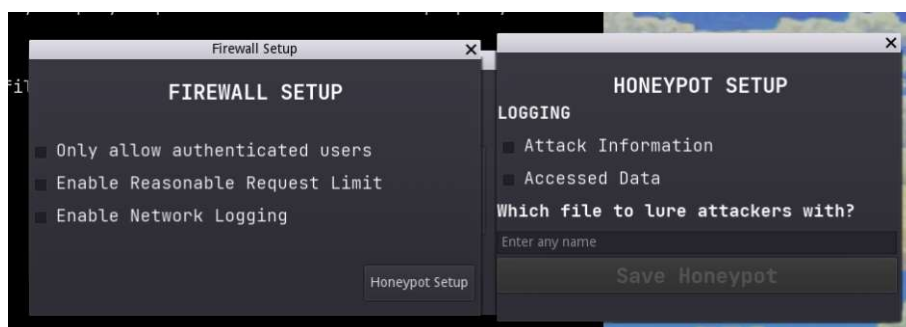 Firewall Setup
FIREWALL SETUP
Only allow authenticated users
Enable Reasonable Request Limit
Enable Network Logging
Honeypot Setup
HONEYPOT SETUP
LOGGING
Attack Information
Accessed Data
Which file to lure attackers with?
Enter any name
Save Honeypot